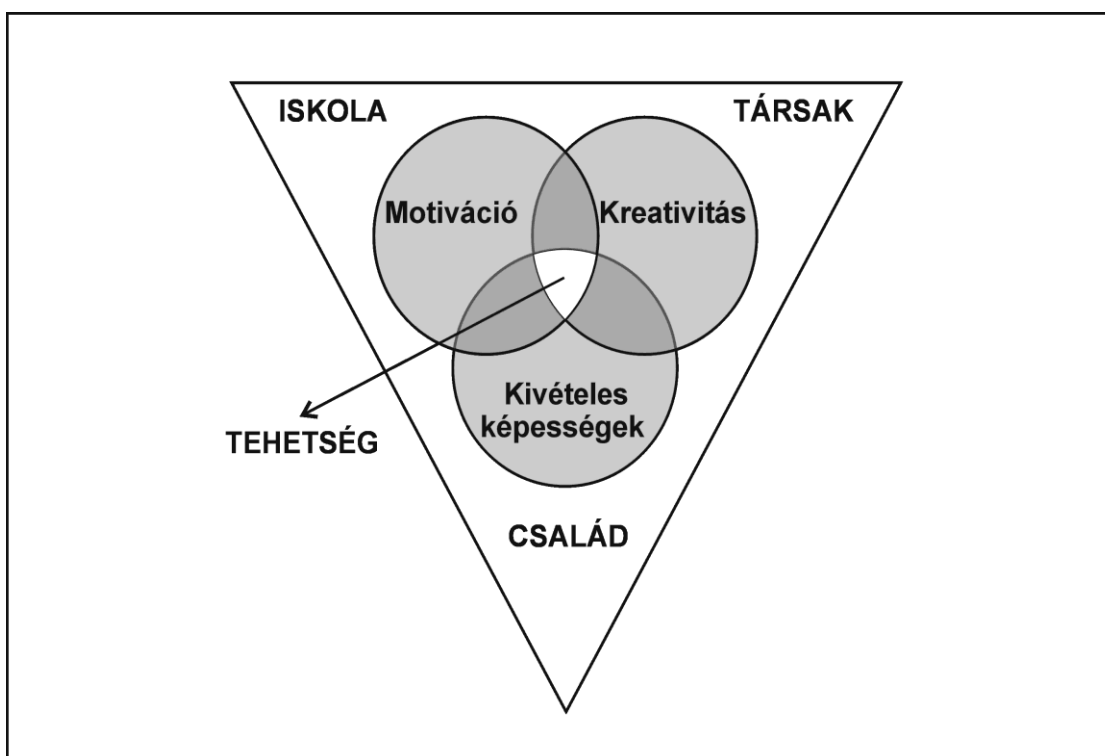 ISKOLA
TÁRSAK
Motiváció
Kreativitás
Kivételes
képességek
TEHETSÉG
CSALÁD